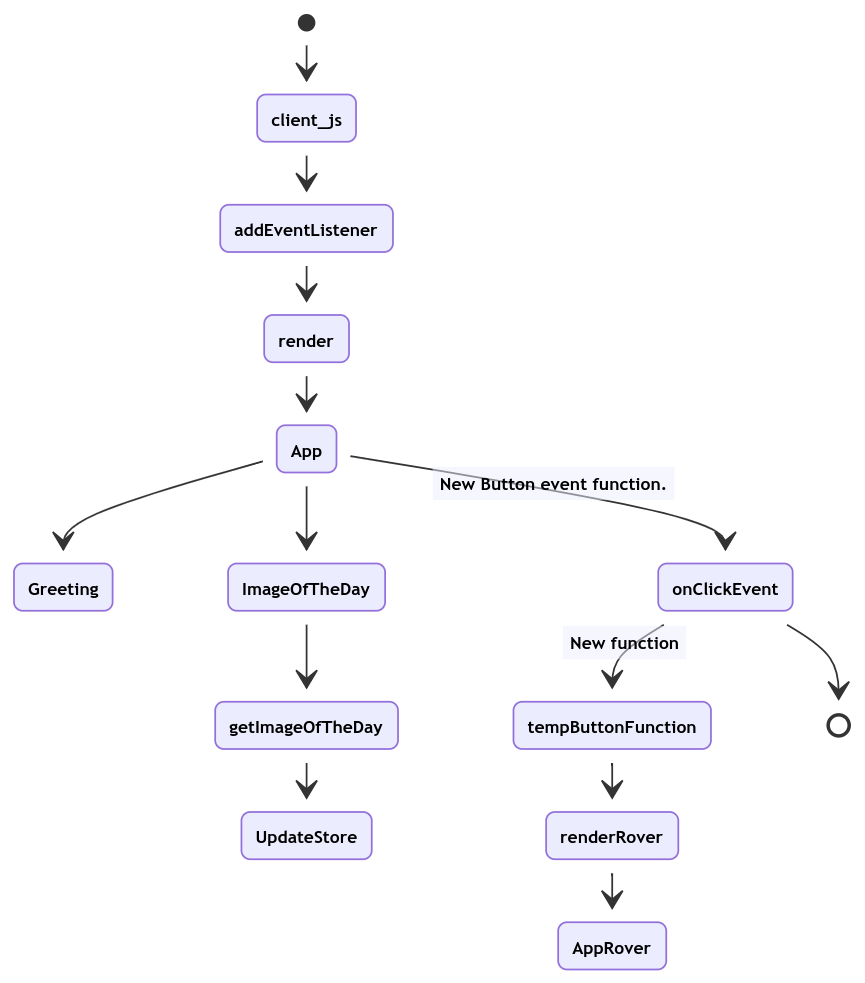 client_js
addEventListener
render
App
New Button event function.
Greeting
ImageOfTheDay
onClickEvent
New function
getImageOfTheDay
tempButtonFunction
UpdateStore
renderRover
AppRover